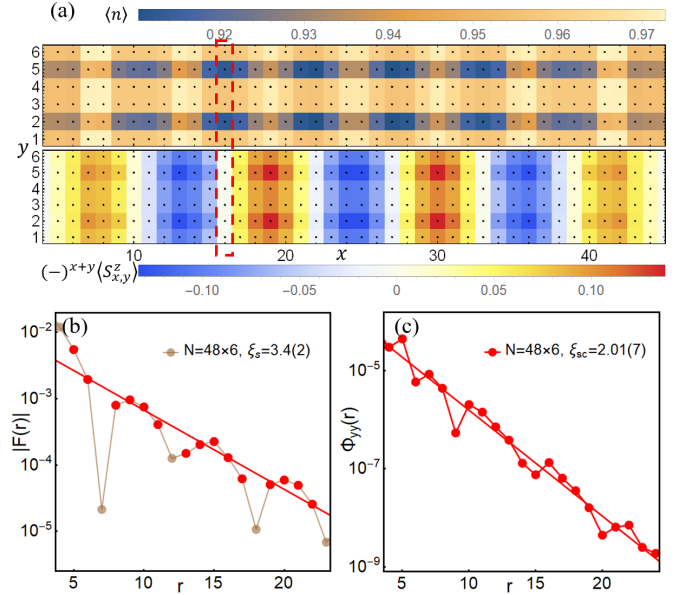 (a) ⟨n⟩
0.92 0.93 0.94 0.95 0.96 0.97
6
5
4
3
2
1
y
6
5
4
3
2
1
10 20 30 40
x
(−)^{x+y}⟨S^z_{x,y}⟩
−0.10 −0.05 0 0.05 0.10
(b)
N=48×6, ξ_s=3.4(2)
|F(r)|
10^{-2}
10^{-3}
10^{-4}
10^{-5}
5 10 15 20
r
(c)
N=48×6, ξ_{sc}=2.01(7)
Φ_{yy}(r)
10^{-5}
10^{-7}
10^{-9}
5 10 15 20
r